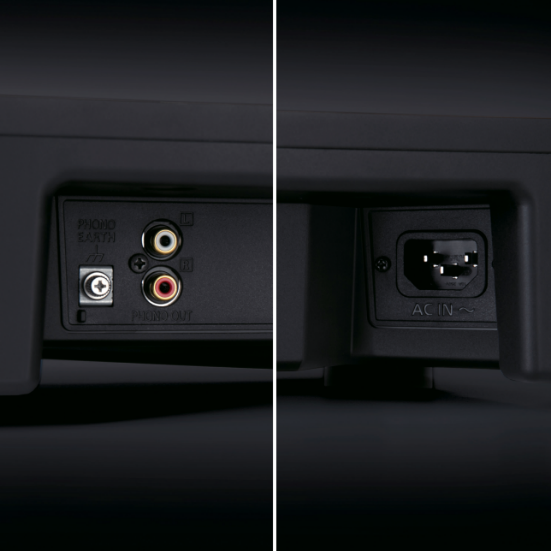 PHONO
EARTH
L
R
PHONO OUT
AC IN ~